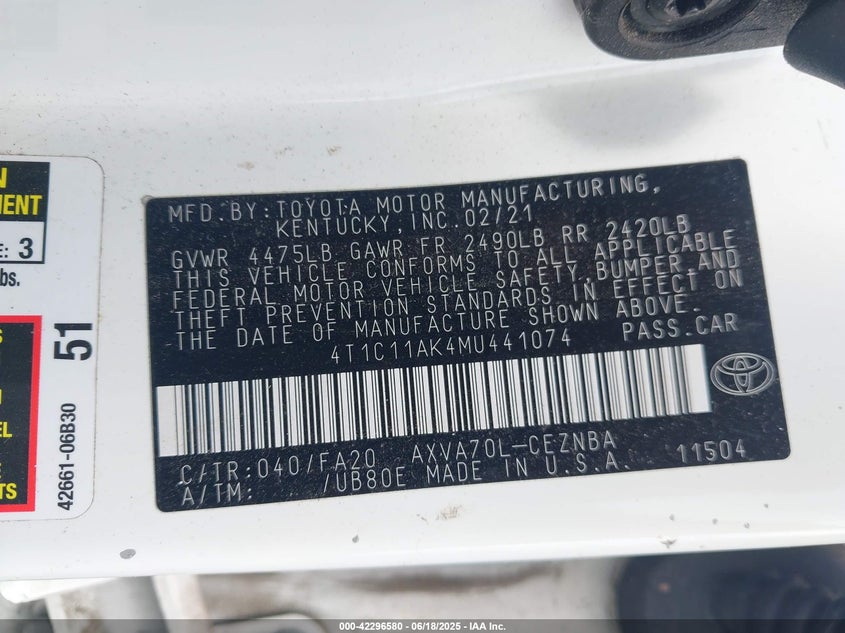 N
MENT
E: 3
bs.
S
EL
TS
51
42661-06B30
MFD. BY: TOYOTA MOTOR MANUFACTURING,
KENTUCKY, INC. 02/21
GVWR 4475LB GAWR FR 2490LB RR 2420LB
THIS VEHICLE CONFORMS TO ALL APPLICABLE
FEDERAL MOTOR VEHICLE SAFETY, BUMPER AND
THEFT PREVENTION STANDARDS IN EFFECT ON
THE DATE OF MANUFACTURE SHOWN ABOVE.
4T1C11AK4MU441074 PASS.CAR
C/TR: 040/FA20 AXVA70L-CEZNBA
A/TM: /UB80E MADE IN U.S.A. 11504
000-42296580 | 06/18/2025 - IAA Inc.